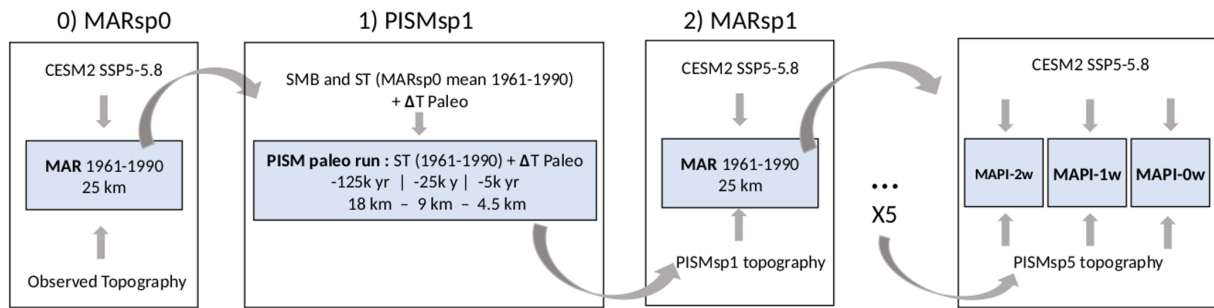 0) MARsp0
CESM2 SSP5-5.8
MAR 1961-1990
25 km
Observed Topography
1) PISMsp1
SMB and ST (MARsp0 mean 1961-1990)
+ ΔT Paleo
PISM paleo run : ST (1961-1990) + ΔT Paleo
-125k yr | -25k y | -5k yr
18 km – 9 km – 4.5 km
2) MARsp1
CESM2 SSP5-5.8
MAR 1961-1990
25 km
PISMsp1 topography
...
X5
CESM2 SSP5-5.8
MAPI-2w MAPI-1w MAPI-0w
PISMsp5 topography